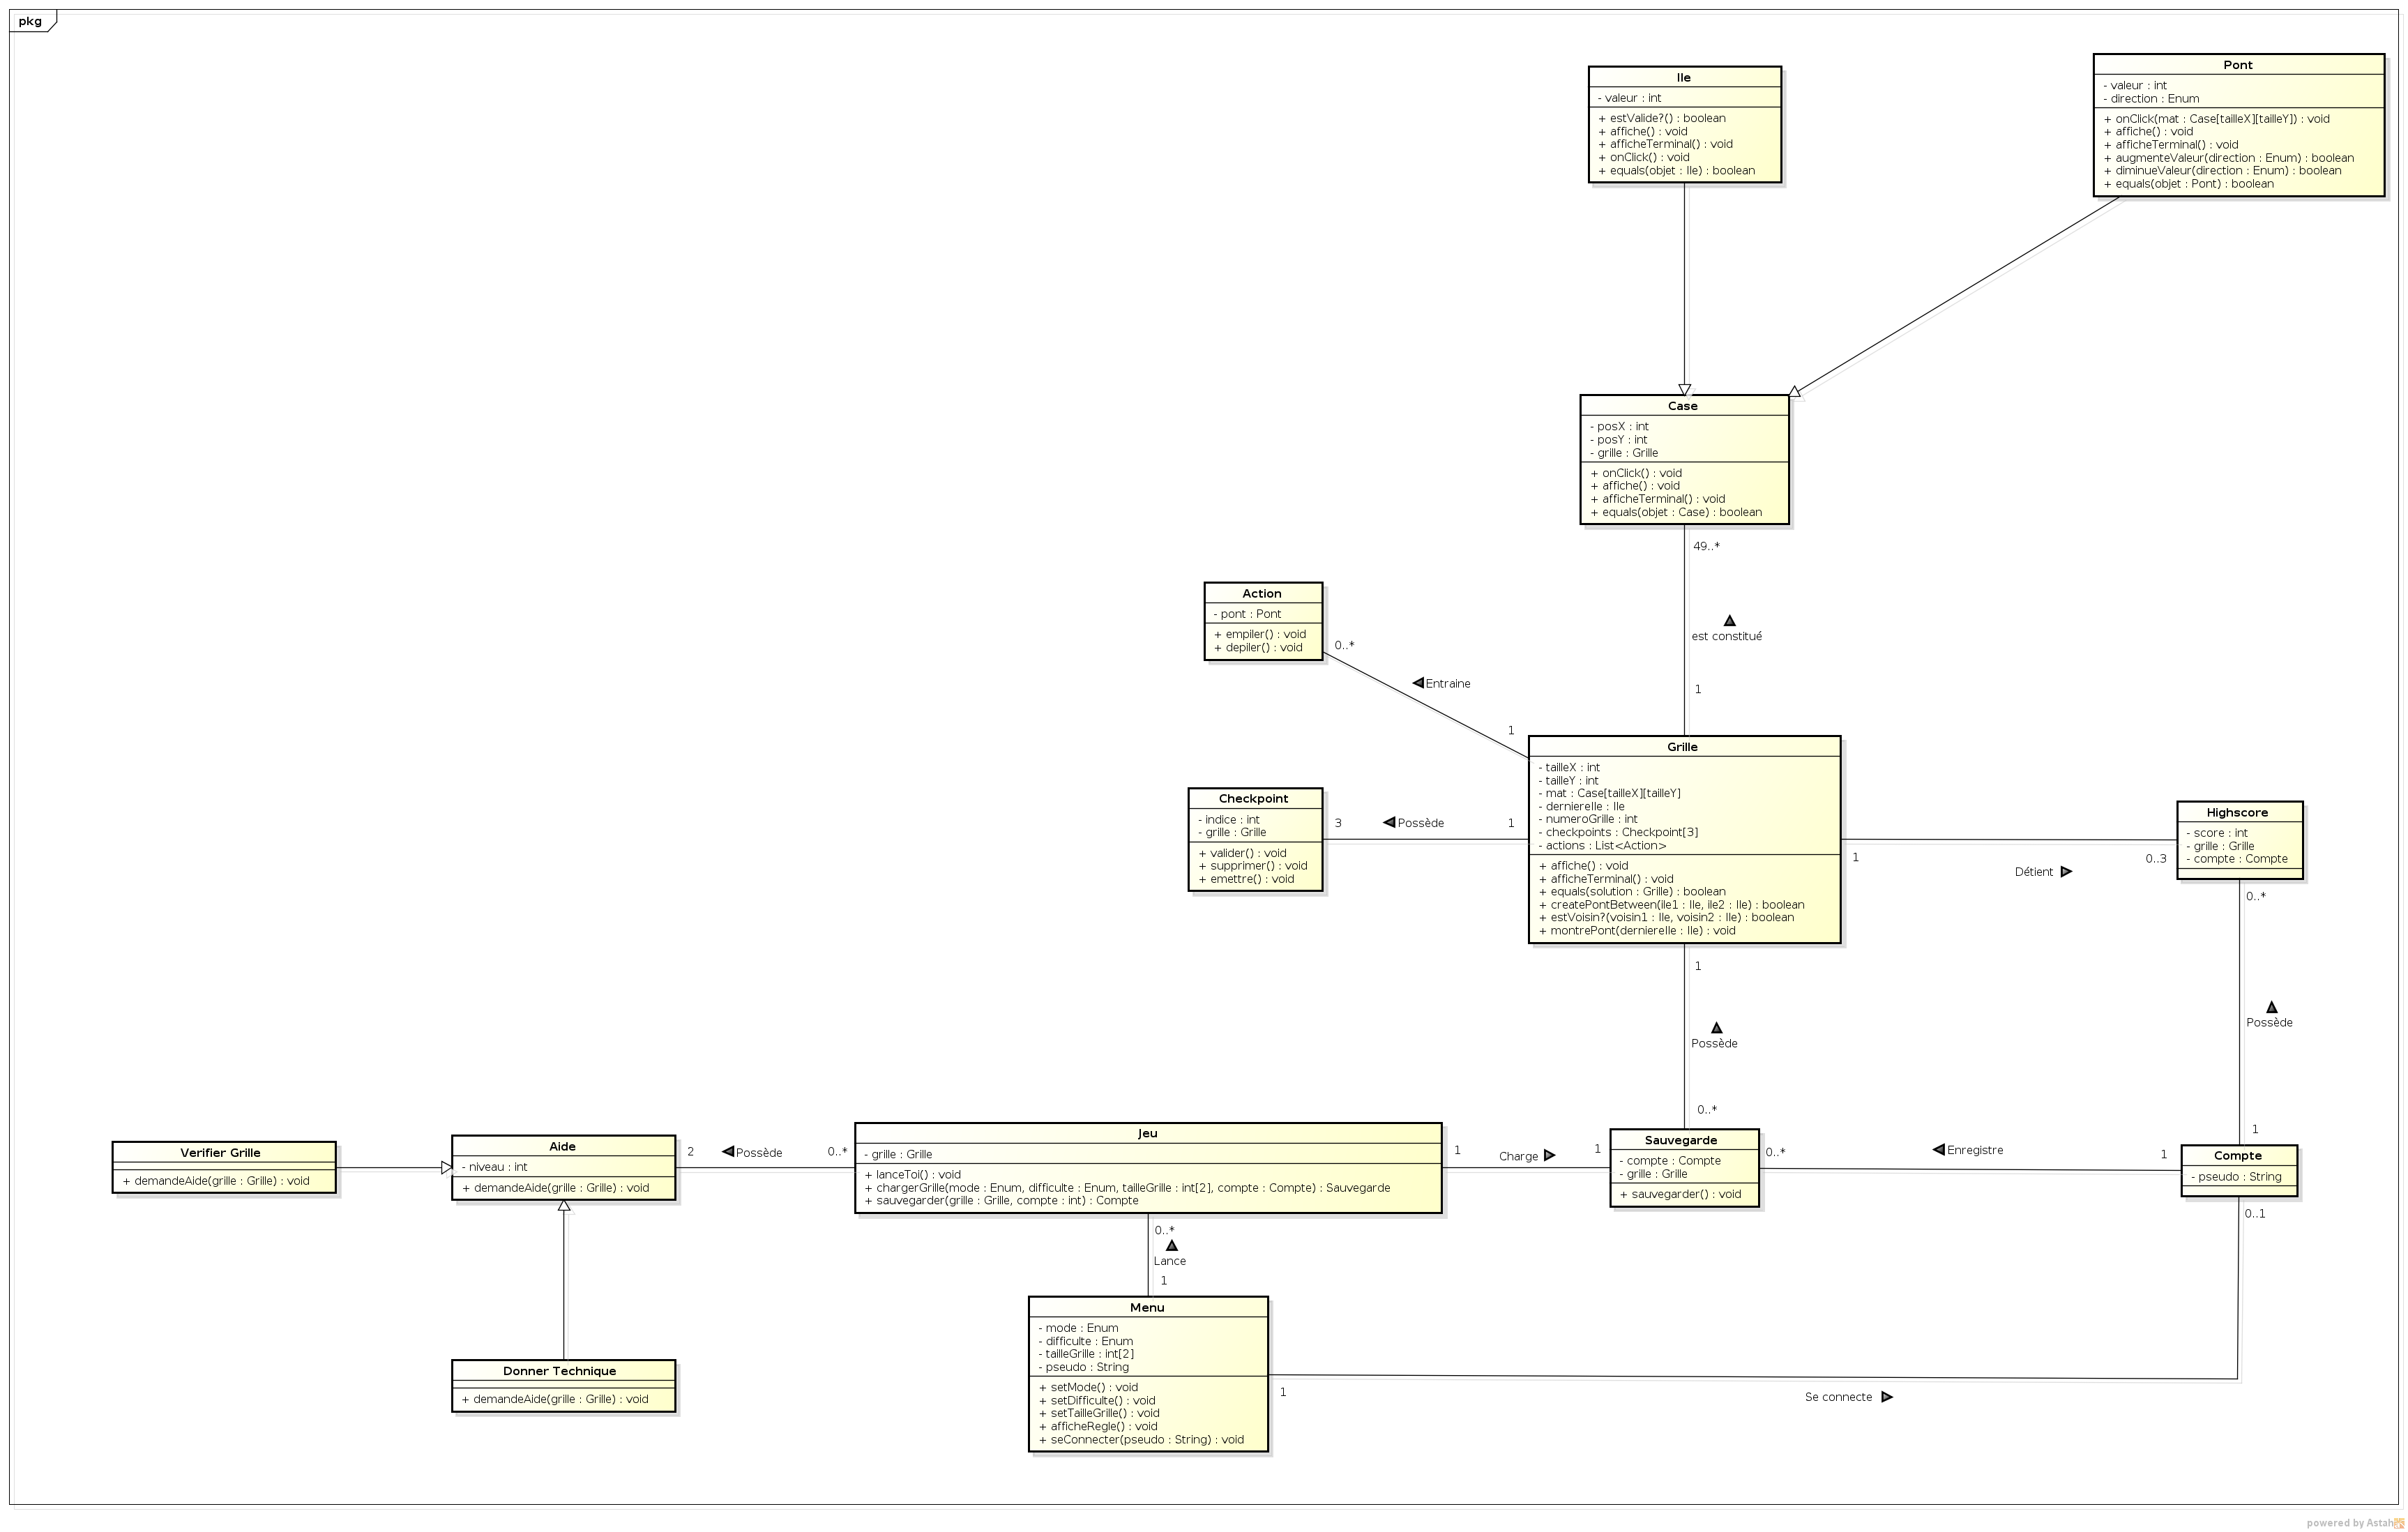 pkg
Ile
- valeur : int
+ estValide?() : boolean
+ affiche() : void
+ afficheTerminal() : void
+ onClick() : void
+ equals(objet : Ile) : boolean
Pont
- valeur : int
- direction : Enum
+ onClick(mat : Case[tailleX][tailleY]) : void
+ affiche() : void
+ afficheTerminal() : void
+ augmenteValeur(direction : Enum) : boolean
+ diminueValeur(direction : Enum) : boolean
+ equals(objet : Pont) : boolean
Case
- posX : int
- posY : int
- grille : Grille
+ onClick() : void
+ affiche() : void
+ afficheTerminal() : void
+ equals(objet : Case) : boolean
49..*
est constitué
1
Action
- pont : Pont
+ empiler() : void
+ depiler() : void
0..*
Entraine
1
Checkpoint
- indice : int
- grille : Grille
+ valider() : void
+ supprimer() : void
+ emettre() : void
3
Possède
1
Grille
- tailleX : int
- tailleY : int
- mat : Case[tailleX][tailleY]
- derniereIle : Ile
- numeroGrille : int
- checkpoints : Checkpoint[3]
- actions : List<Action>
+ affiche() : void
+ afficheTerminal() : void
+ equals(solution : Grille) : boolean
+ createPontBetween(ile1 : Ile, ile2 : Ile) : boolean
+ estVoisin?(voisin1 : Ile, voisin2 : Ile) : boolean
+ montrePont(derniereIle : Ile) : void
1
Détient
0..3
Highscore
- score : int
- grille : Grille
- compte : Compte
0..*
Possède
1
1
Possède
0..*
Verifier Grille
+ demandeAide(grille : Grille) : void
Aide
- niveau : int
+ demandeAide(grille : Grille) : void
2
Possède
0..*
Jeu
- grille : Grille
+ lanceToi() : void
+ chargerGrille(mode : Enum, difficulte : Enum, tailleGrille : int[2], compte : Compte) : Sauvegarde
+ sauvegarder(grille : Grille, compte : int) : Compte
1
Charge
1
Sauvegarde
- compte : Compte
- grille : Grille
+ sauvegarder() : void
0..*
Enregistre
1
Compte
- pseudo : String
0..1
0..*
Lance
1
Donner Technique
+ demandeAide(grille : Grille) : void
Menu
- mode : Enum
- difficulte : Enum
- tailleGrille : int[2]
- pseudo : String
+ setMode() : void
+ setDifficulte() : void
+ setTailleGrille() : void
+ afficheRegle() : void
+ seConnecter(pseudo : String) : void
1
Se connecte
powered by Astah